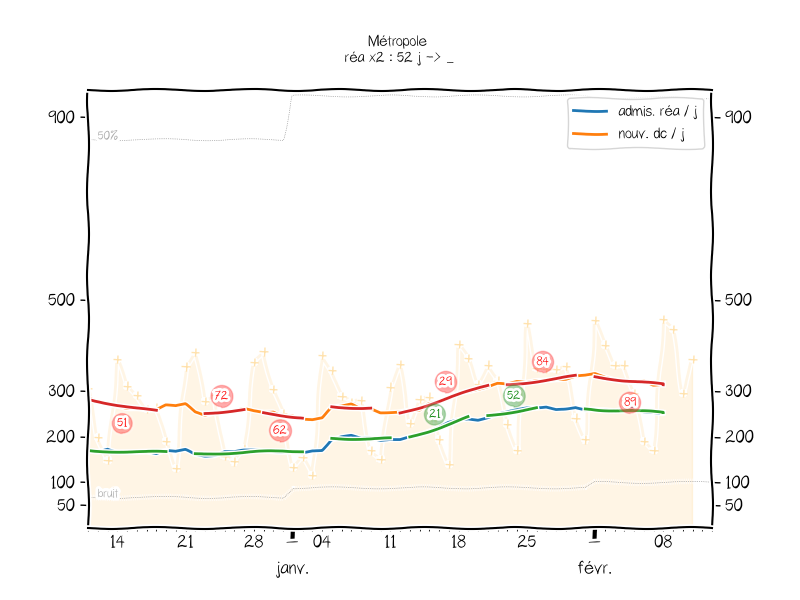 Métropole
réa x2 : 52 j -> _
900 900
50%
admis. réa / j
nouv. dc / j
500 500
84
29
72
300 300
52
89
21
51
62
200 200
100 100
bruit
50 50
14 21 28 – 04 11 18 25 – 08
janv. févr.